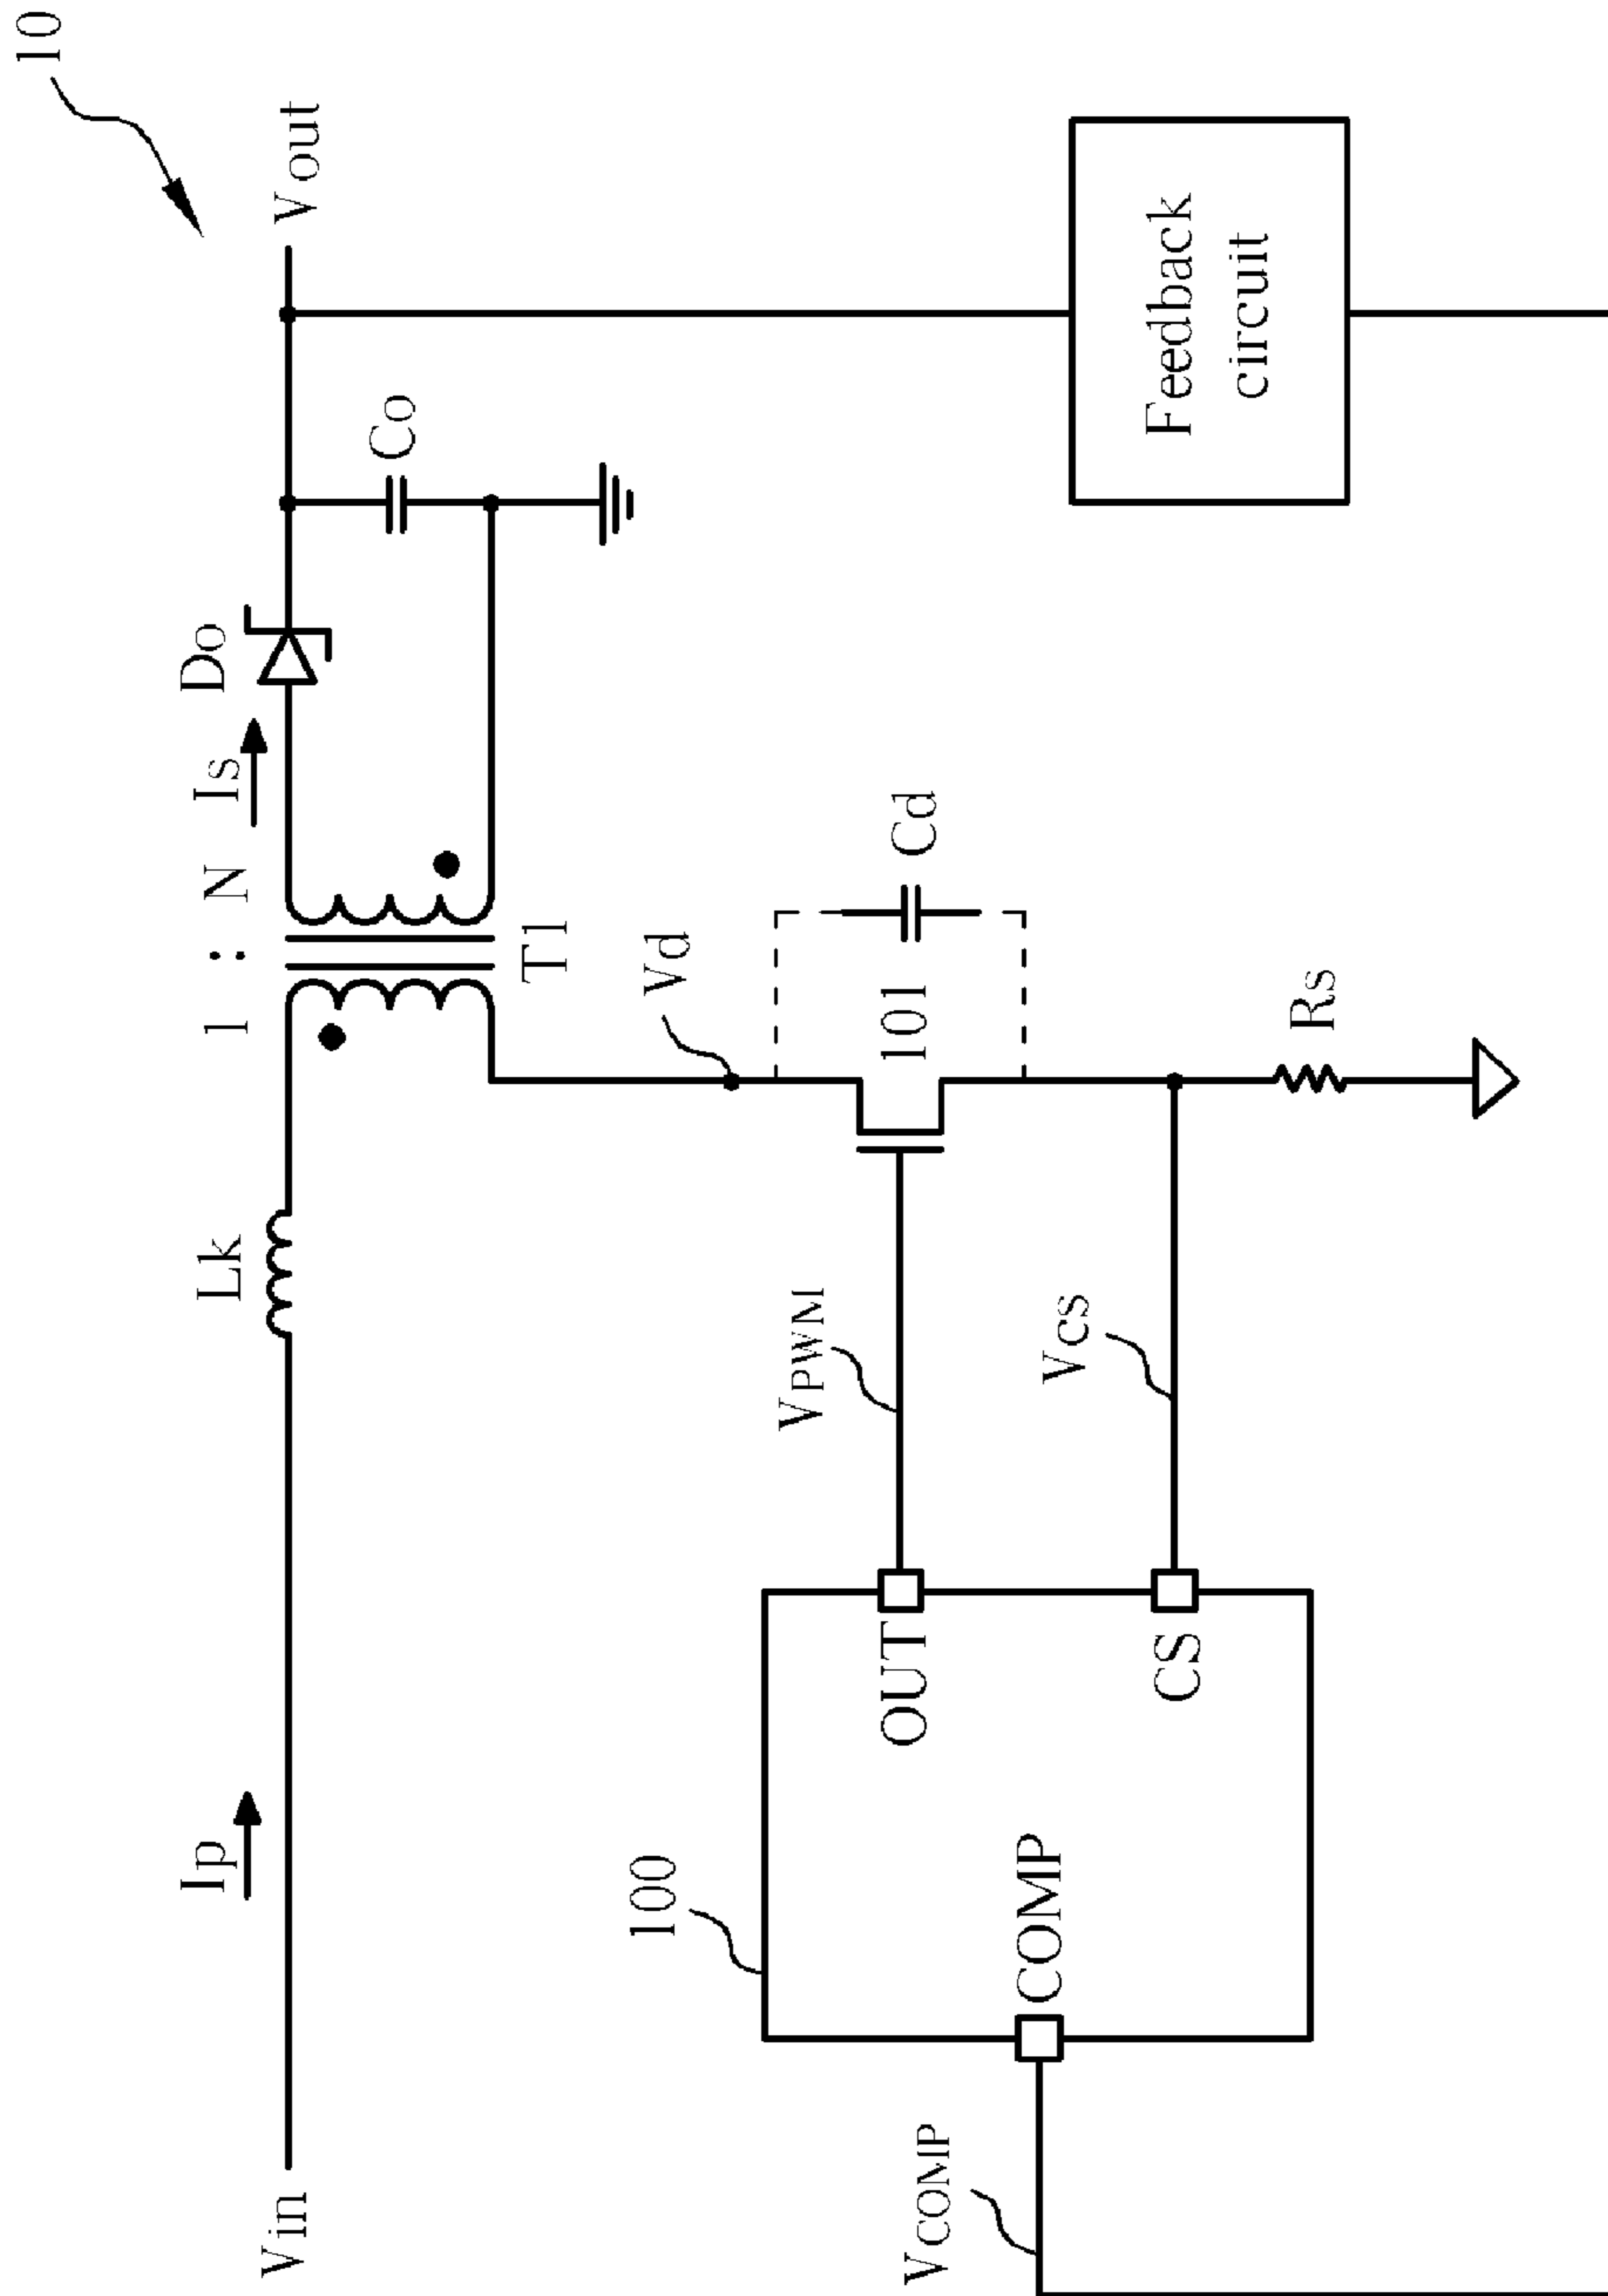 10
Vin
Ip
Lk
1 : N
Is
Do
Vout
Co
T1
Vd
Cd
101
100
OUT
VPWM
COMP
VCOMP
CS
Vcs
Rs
Feedback
circuit